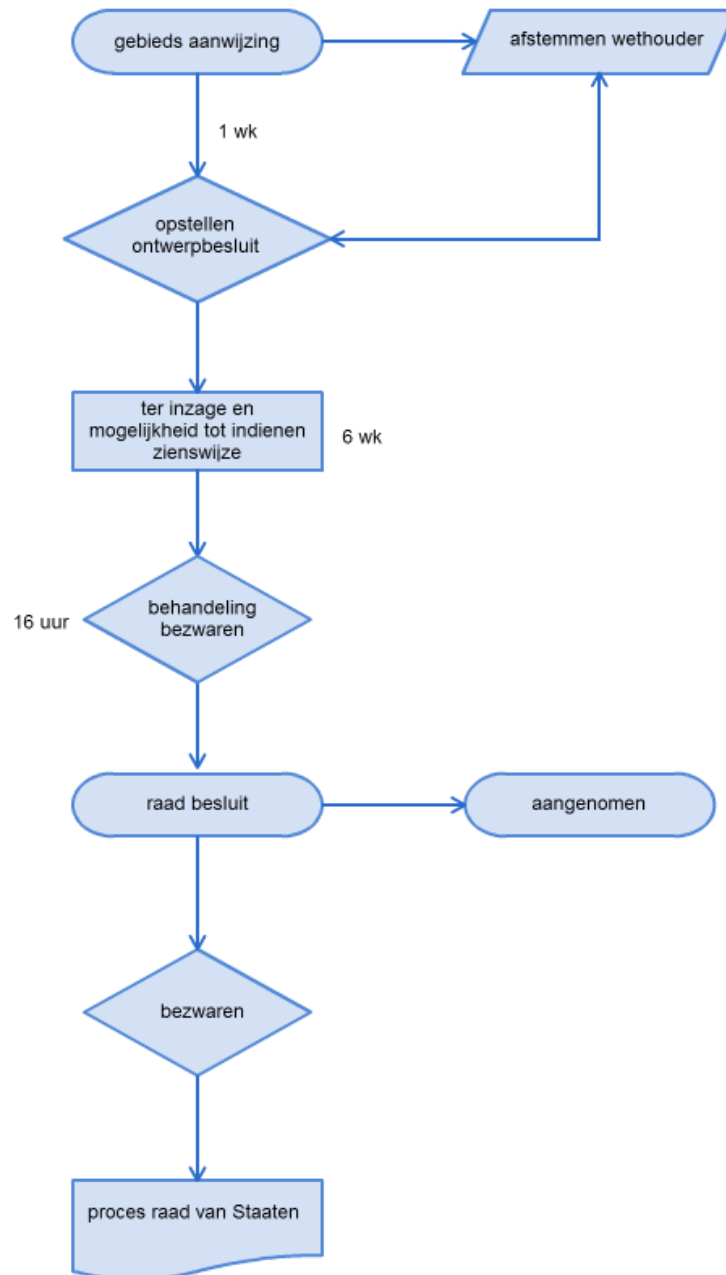 gebieds aanwijzing
afstemmen wethouder
1 wk
opstellen
ontwerpbesluit
ter inzage en
mogelijkheid tot indienen
zienswijze
6 wk
16 uur
behandeling
bezwaren
raad besluit
aangenomen
bezwaren
proces raad van Staaten